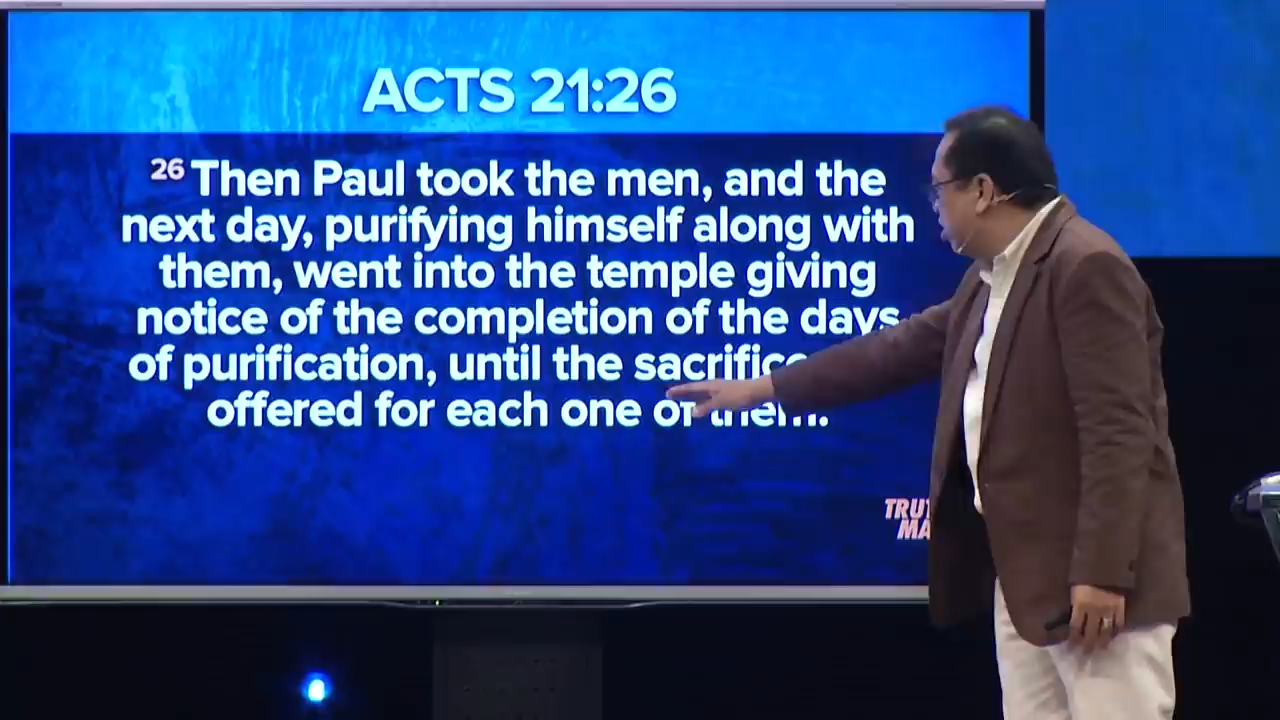 ACTS 21:26
26 Then Paul took the men, and the
next day, purifying himself along with
them, went into the temple giving
notice of the completion of the days
of purification, until the
offered for each one of